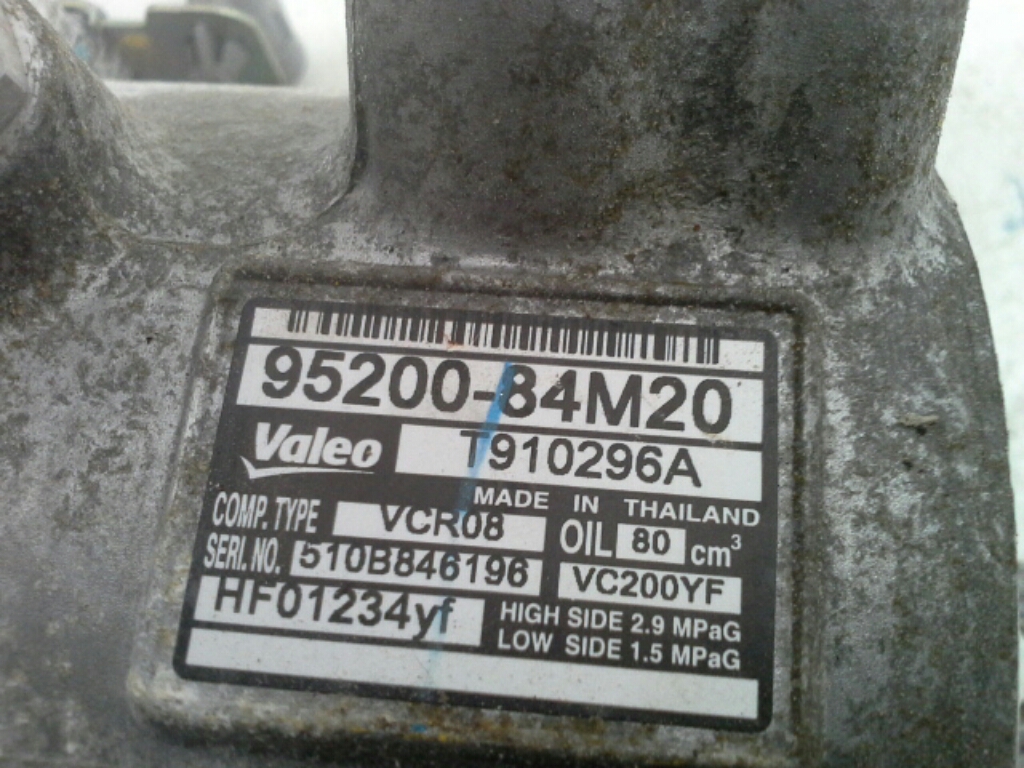 95200-84M20
Valeo T910296A
MADE IN THAILAND
COMP. TYPE VCR08 OIL 80 cm³
SERI. NO. 510B846196 VC200YF
HF01234yf HIGH SIDE 2.9 MPaG
LOW SIDE 1.5 MPaG